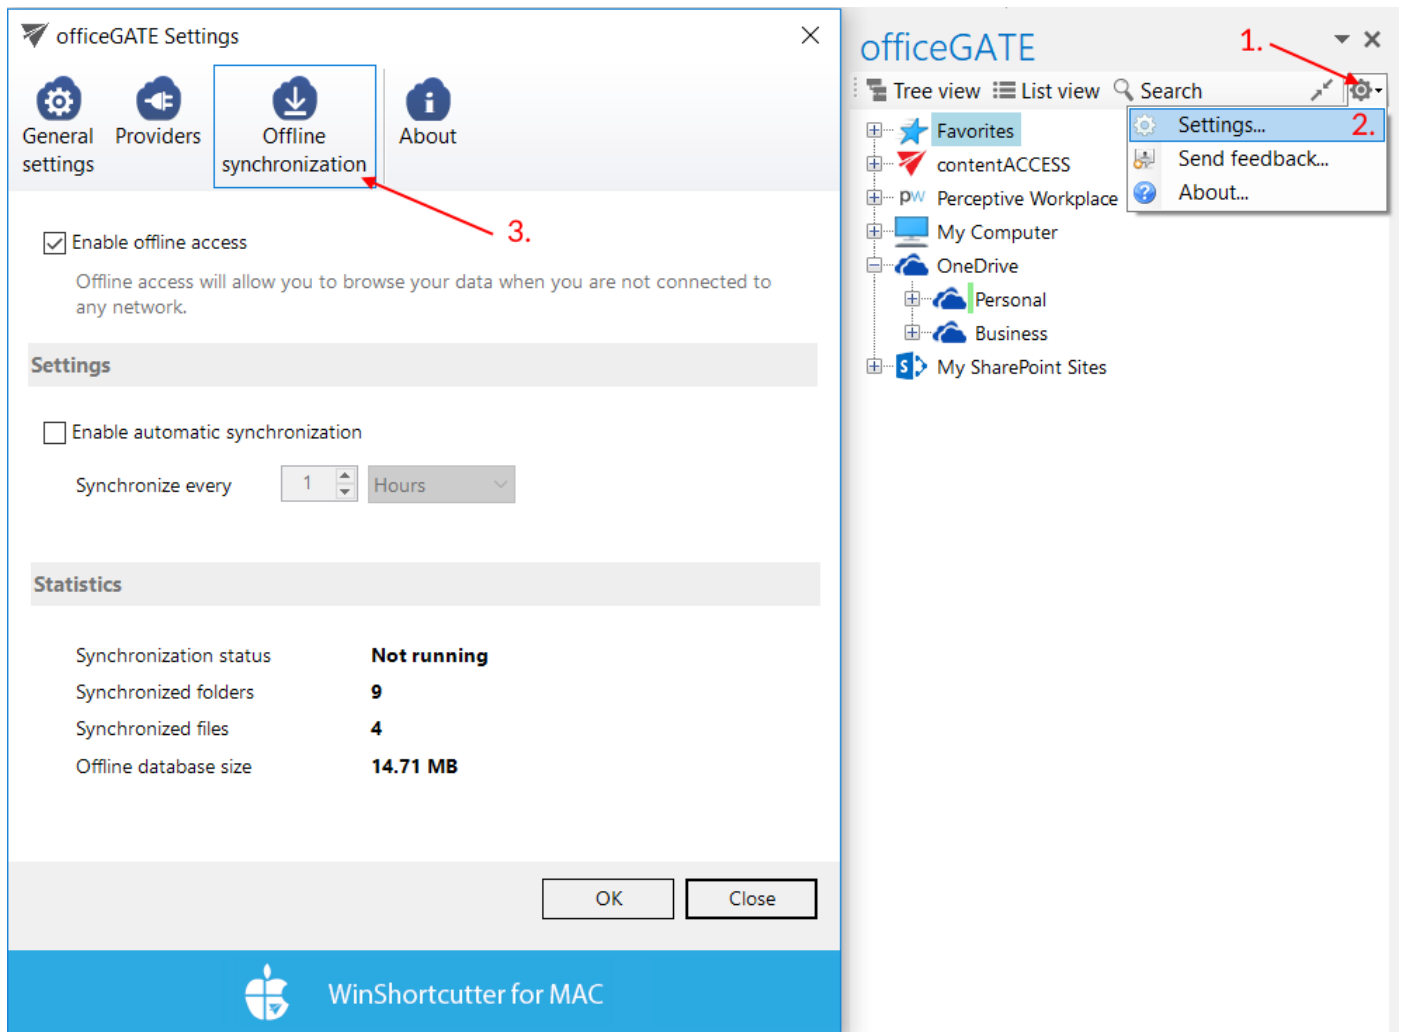 officeGATE Settings
General settings
Providers
Offline synchronization
About
3.
Enable offline access
Offline access will allow you to browse your data when you are not connected to
any network.
Settings
Enable automatic synchronization
Synchronize every 1 Hours
Statistics
Synchronization status Not running
Synchronized folders 9
Synchronized files 4
Offline database size 14.71 MB
OK Close
WinShortcutter for MAC
officeGATE
1.
Tree view List view Search
Settings... 2.
Send feedback...
About...
Favorites
contentACCESS
pw Perceptive Workplace
My Computer
OneDrive
Personal
Business
S My SharePoint Sites